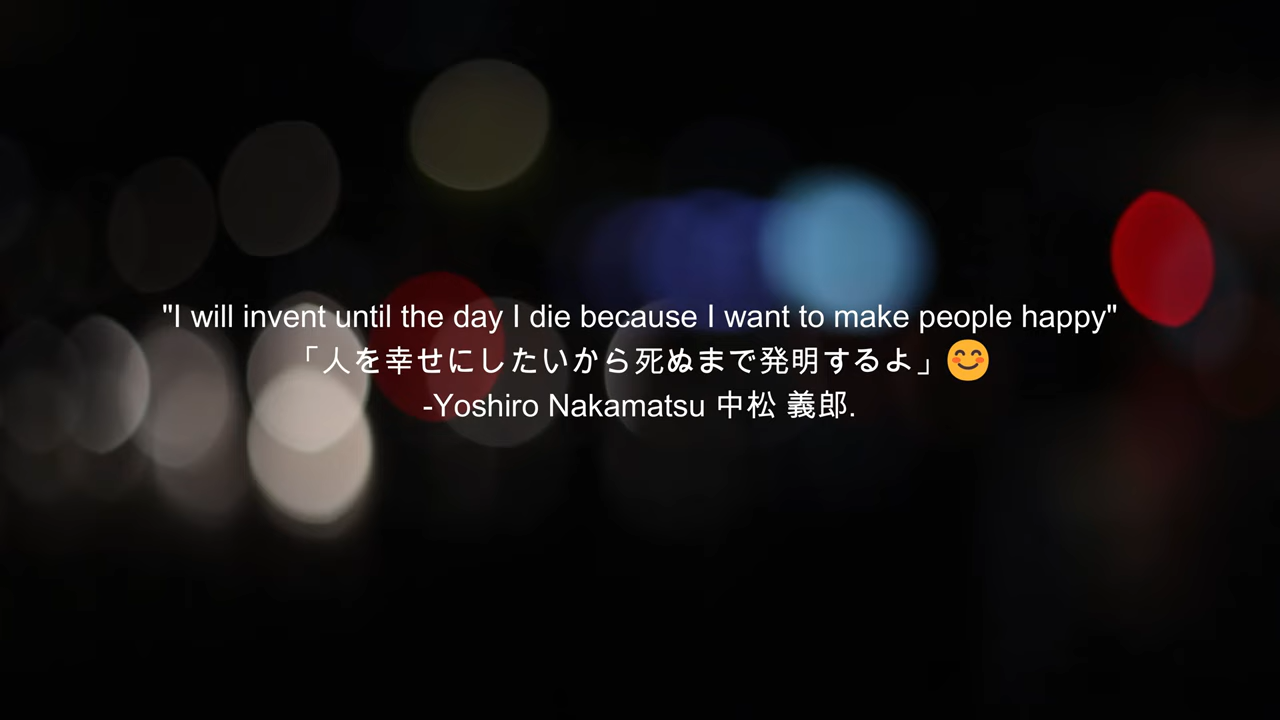 "I will invent until the day I die because I want to make people happy"
「人を幸せにしたいから死ぬまで発明するよ」😊
-Yoshiro Nakamatsu 中松 義郎.